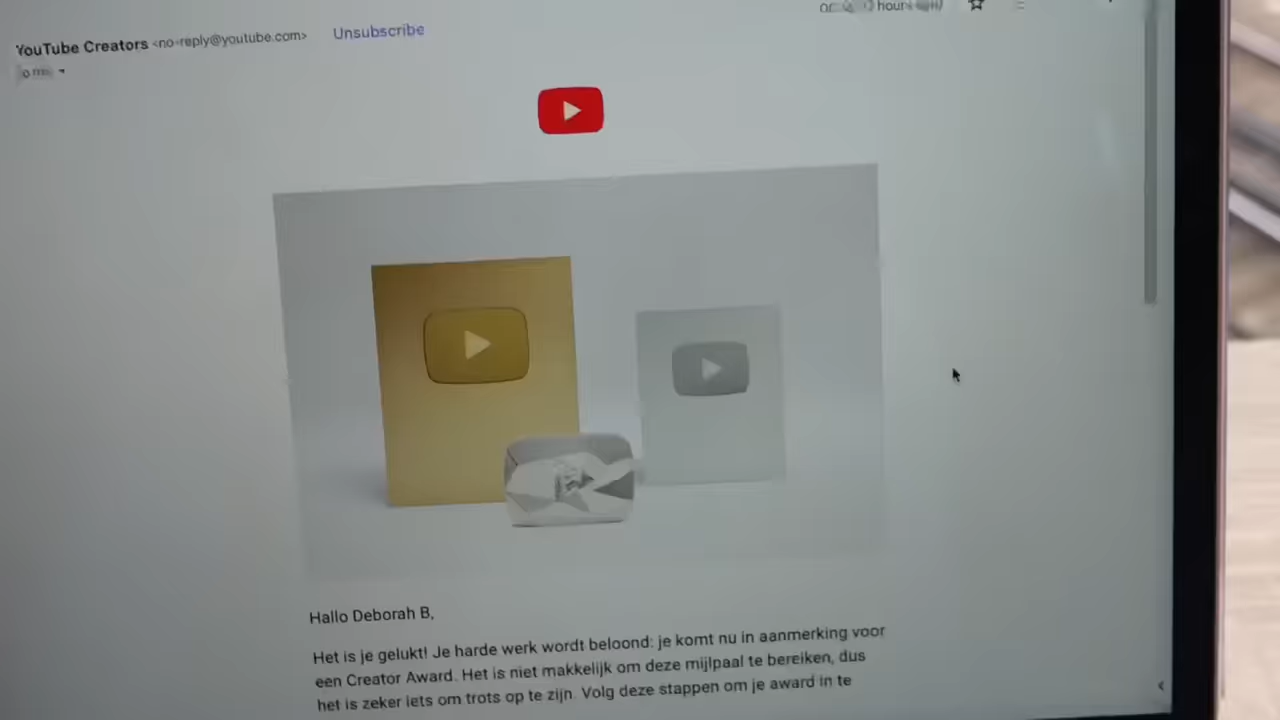 YouTube Creators <no-reply@youtube.com> Unsubscribe
hours
Hallo Deborah B,
Het is je gelukt! Je harde werk wordt beloond: je komt nu in aanmerking voor
een Creator Award. Het is niet makkelijk om deze mijlpaal te bereiken, dus
het is zeker iets om trots op te zijn. Volg deze stappen om je award in te